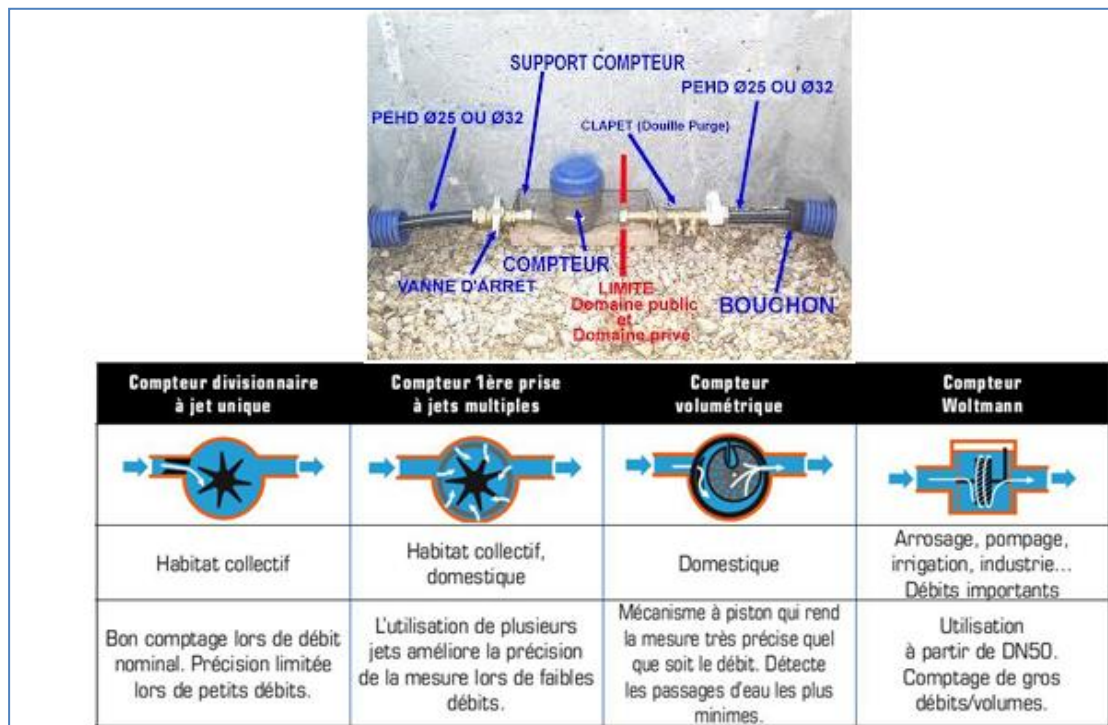 SUPPORT COMPTEUR
PEHD Ø25 OU Ø32
PEHD Ø25 OU Ø32
CLAPET (Douille Purge)
COMPTEUR
VANNE D'ARRET
LIMITE
Domaine public
et
Domaine privé
BOUCHON
Compteur divisionnaire
à jet unique
Compteur 1ère prise
à jets multiples
Compteur
volumétrique
Compteur
Woltmann
Habitat collectif
Habitat collectif,
domestique
Domestique
Arrosage, pompage,
irrigation, industrie...
Débits importants
Bon comptage lors de débit
nominal. Précision limitée
lors de petits débits.
L'utilisation de plusieurs
jets améliore la précision
de la mesure lors de faibles
débits.
Mécanisme à piston qui rend
la mesure très précise quel
que soit le débit. Détecte
les passages d'eau les plus
minimes.
Utilisation
à partir de DN50.
Comptage de gros
débits/volumes.